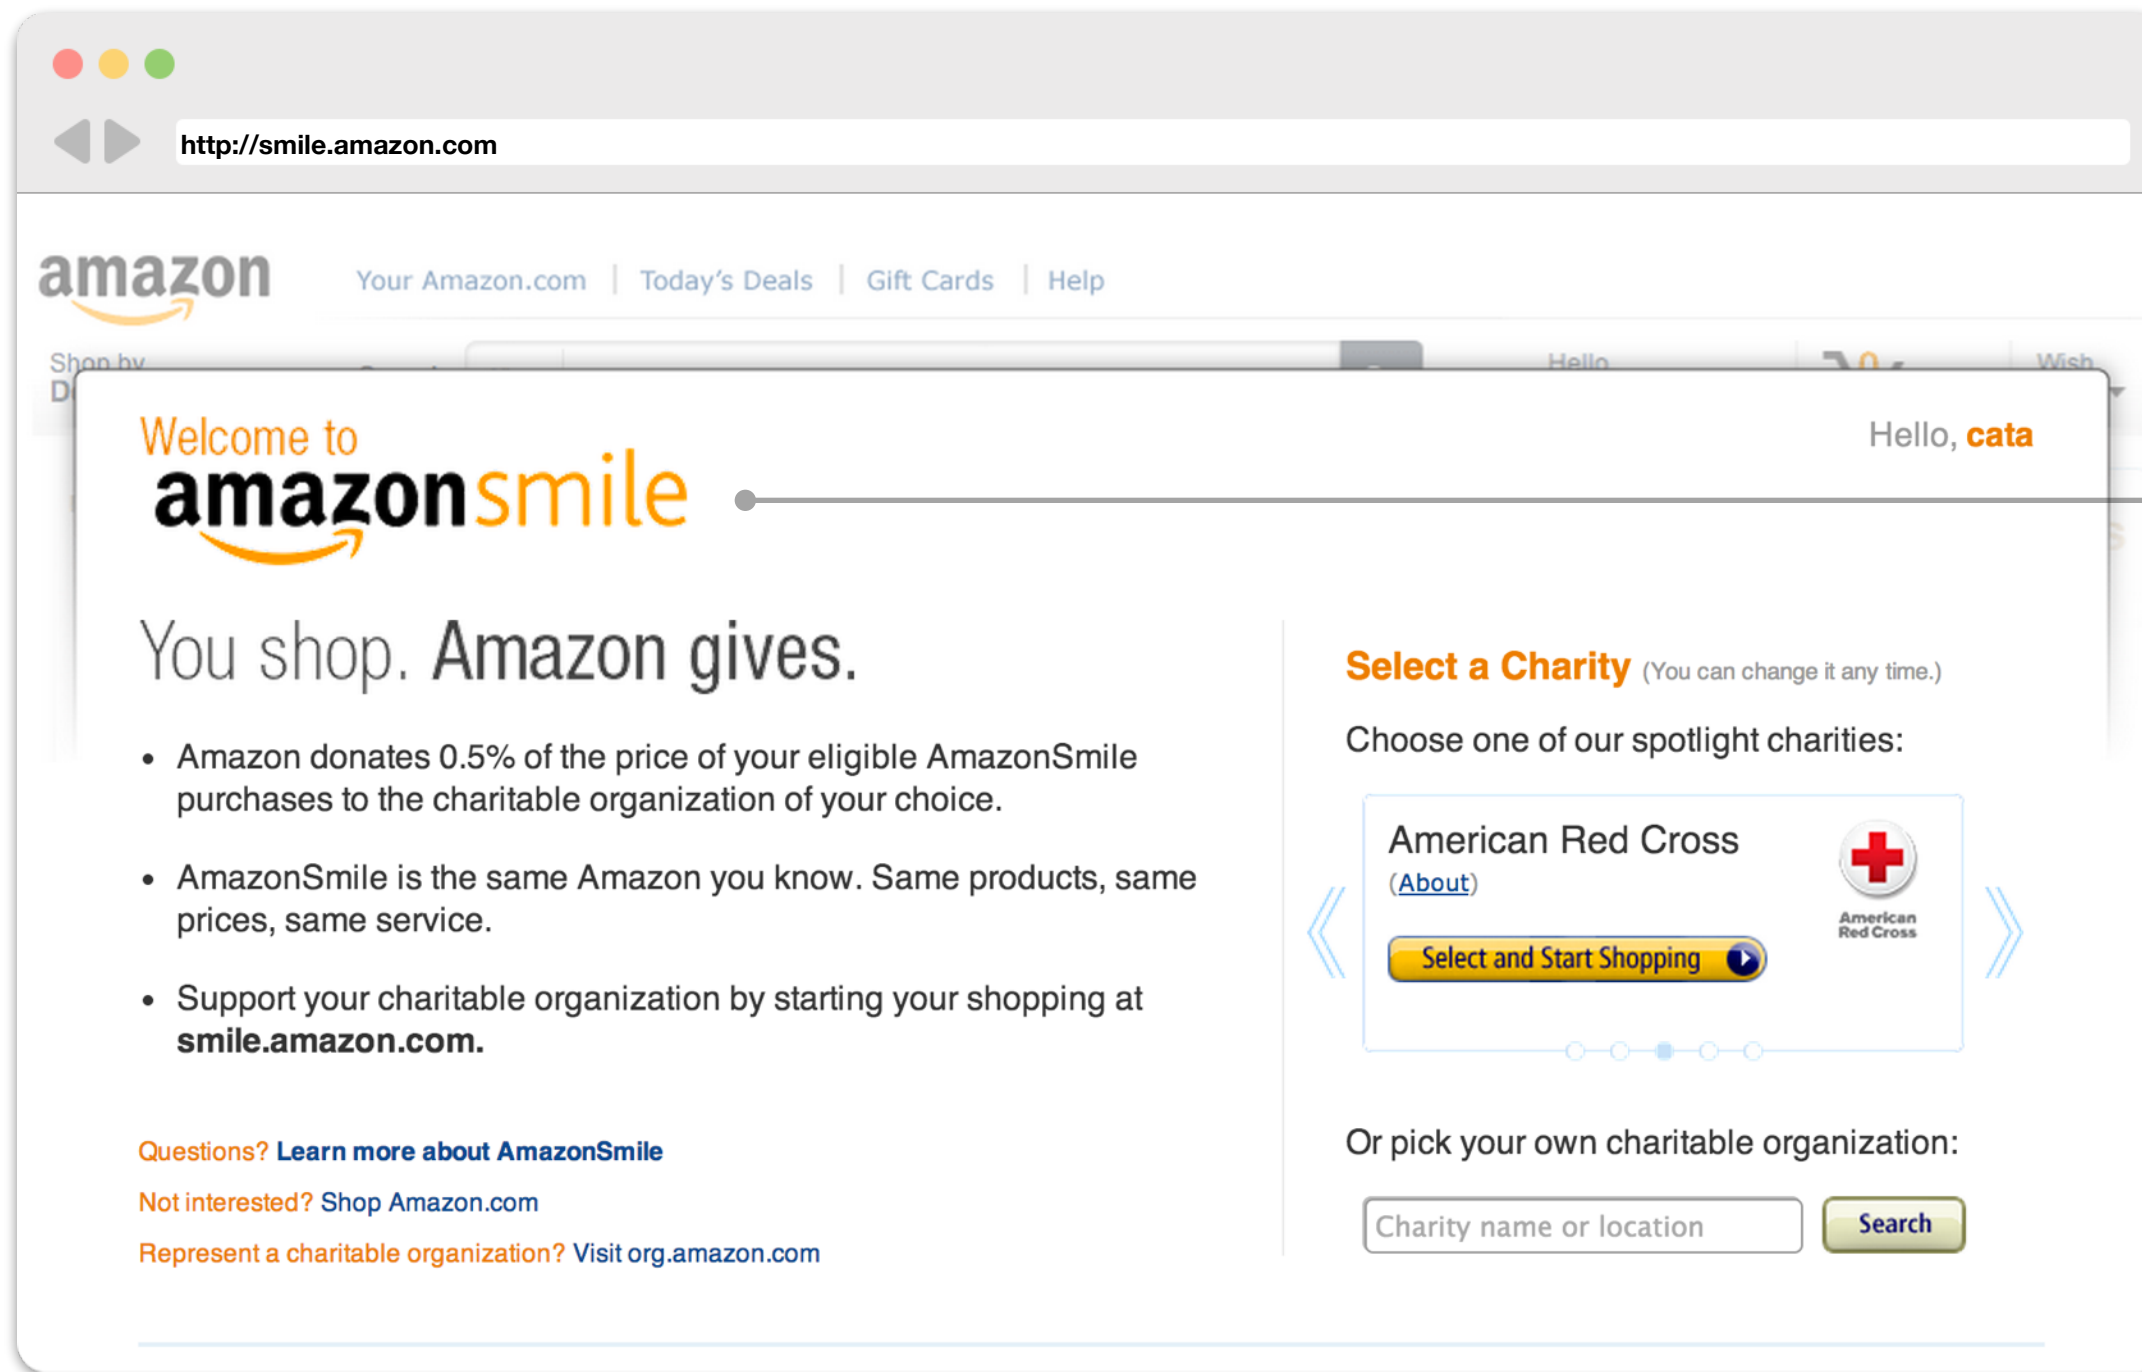 http://smile.amazon.com
amazon
Your Amazon.com | Today's Deals | Gift Cards | Help
Shop by
Hello
0
Wish
Welcome to
amazonsmile
Hello, cata
You shop. Amazon gives.
• Amazon donates 0.5% of the price of your eligible AmazonSmile
purchases to the charitable organization of your choice.
• AmazonSmile is the same Amazon you know. Same products, same
prices, same service.
• Support your charitable organization by starting your shopping at
smile.amazon.com.
Questions? Learn more about AmazonSmile
Not interested? Shop Amazon.com
Represent a charitable organization? Visit org.amazon.com
Select a Charity (You can change it any time.)
Choose one of our spotlight charities:
American Red Cross
(About)
American
Red Cross
Select and Start Shopping
Or pick your own charitable organization:
Charity name or location
Search